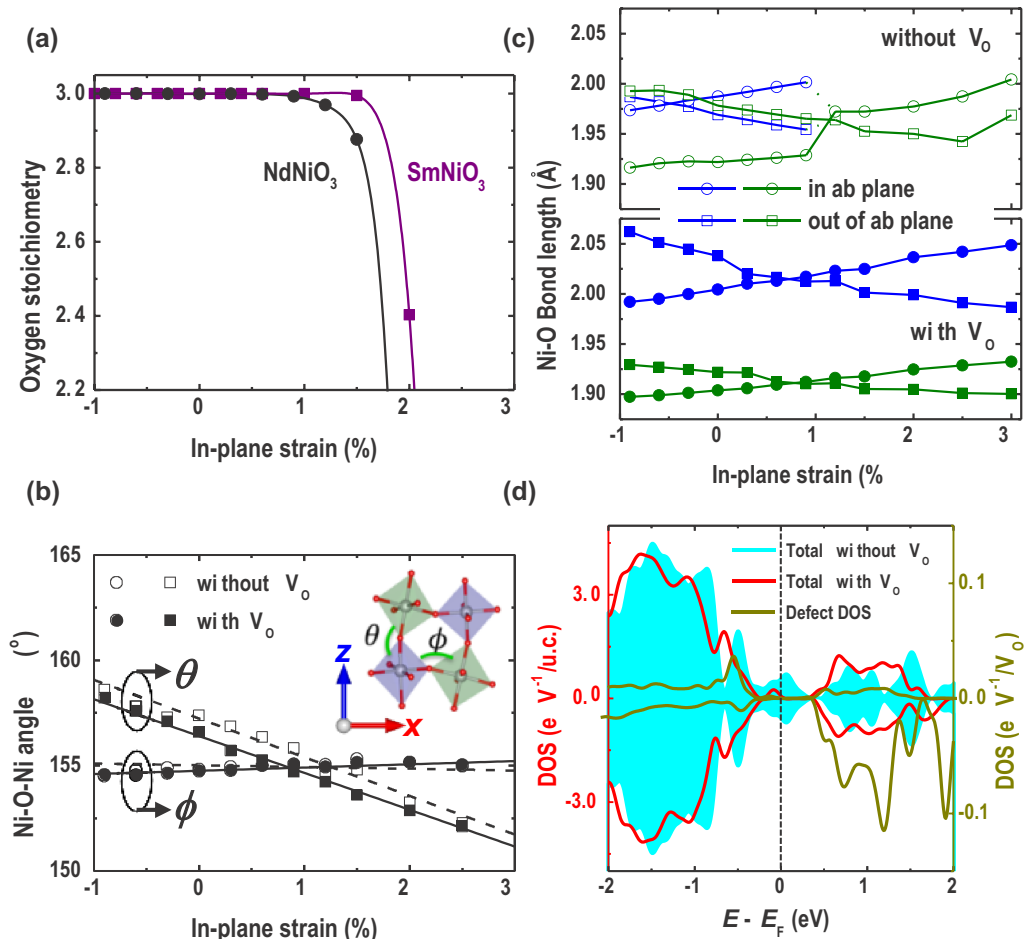 (a)
3.0
2.8
2.6
2.4
2.2
Oxygen stoichiometry
NdNiO3
SmNiO3
-1 0 1 2 3
In-plane strain (%)
(c)
2.05
2.00
1.95
1.90
2.05
2.00
1.95
1.90
Ni-O Bond length (Å)
without VO
in ab plane
out of ab plane
with VO
-1 0 1 2 3
In-plane strain (%
(b)
165
160
155
150
Ni-O-Ni angle (°)
without VO
with VO
θ
ϕ
θ
ϕ
z
x
-1 0 1 2 3
In-plane strain (%)
(d)
3.0
0.0
-3.0
DOS (e V-1/u.c.)
Total without VO
Total with VO
Defect DOS
0.1
0.0
-0.1
DOS (e V-1/VO)
-2 -1 0 1 2
E - EF (eV)